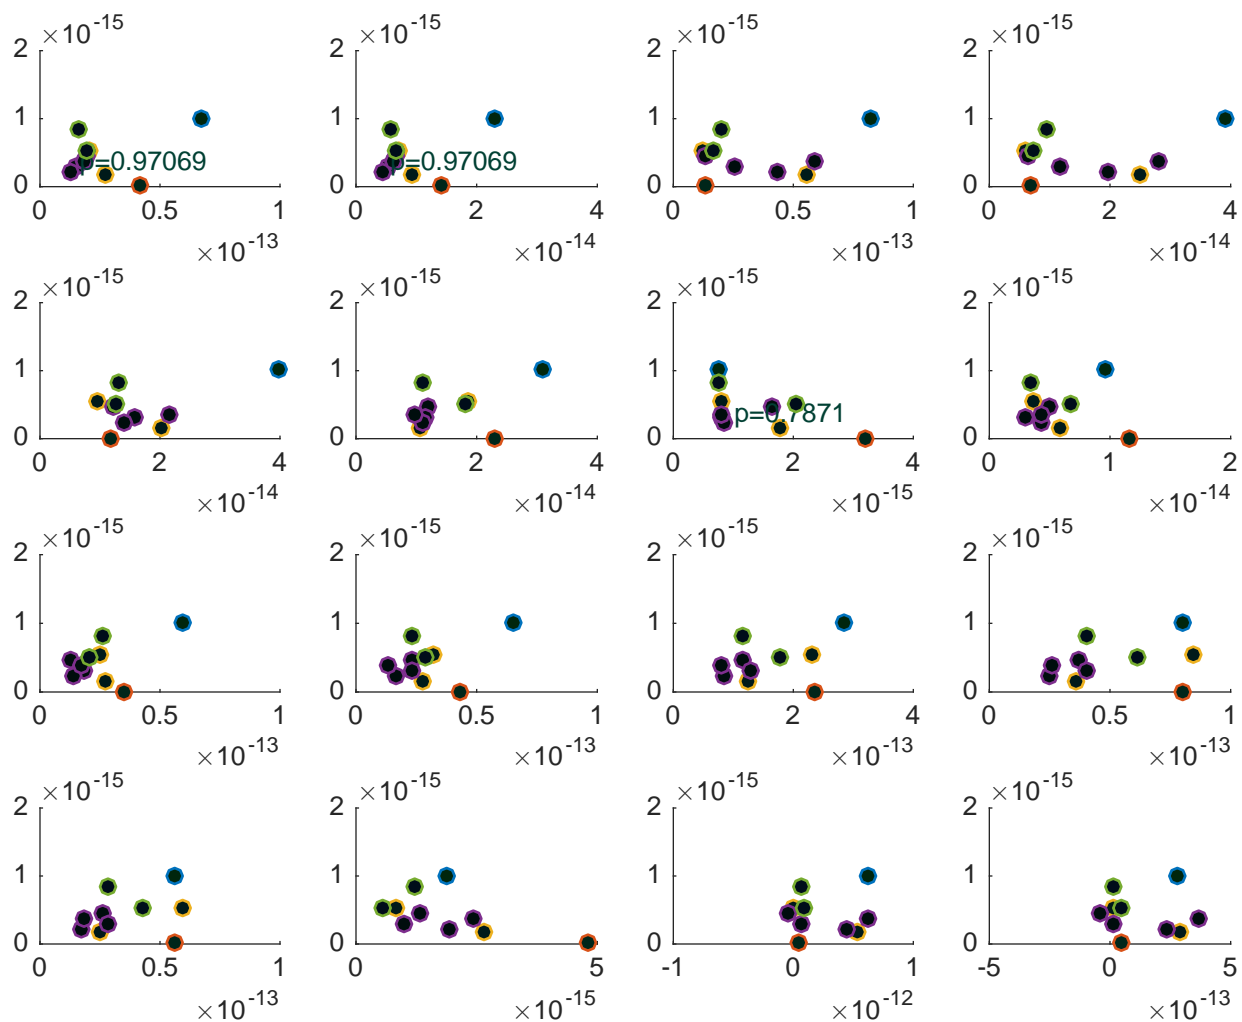 ×10-15 ×10-15 ×10-15 ×10-15
2 2 2 2
1 1 1 1
p=0.97069 p=0.97069
0 0 0 0
0 0.5 1 0 2 4 0 0.5 1 0 2 4
×10-13 ×10-14 ×10-13 ×10-14
×10-15 ×10-15 ×10-15 ×10-15
2 2 2 2
1 1 1 1
p=0.7871
0 0 0 0
0 2 4 0 2 4 0 2 4 0 1 2
×10-14 ×10-14 ×10-15 ×10-14
×10-15 ×10-15 ×10-15 ×10-15
2 2 2 2
1 1 1 1
0 0 0 0
0 0.5 1 0 0.5 1 0 2 4 0 0.5 1
×10-13 ×10-13 ×10-13 ×10-13
×10-15 ×10-15 ×10-15 ×10-15
2 2 2 2
1 1 1 1
0 0 0 0
0 0.5 1 0 5 -1 0 1 -5 0 5
×10-13 ×10-15 ×10-12 ×10-13